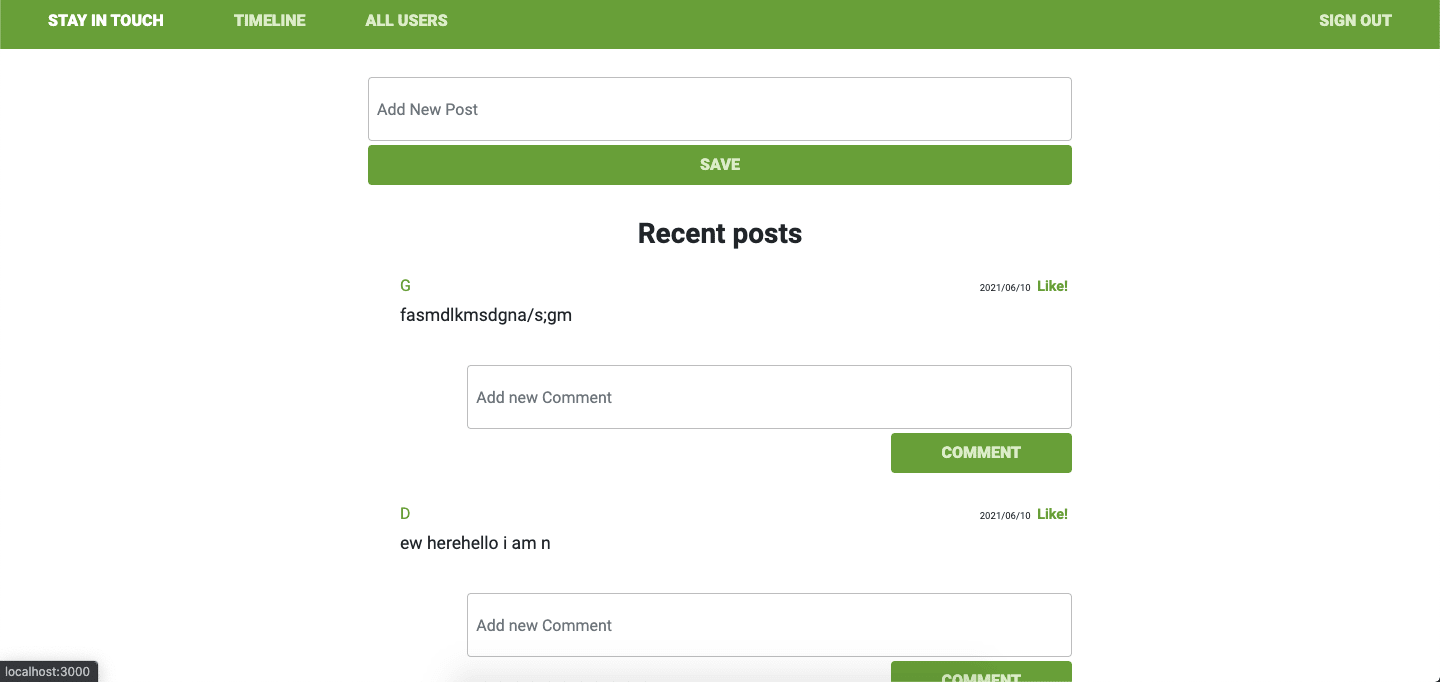 STAY IN TOUCH TIMELINE ALL USERS SIGN OUT
Add New Post
SAVE
Recent posts
G 2021/06/10 Like!
fasmdlkmsdgna/s;gm
Add new Comment
COMMENT
D 2021/06/10 Like!
ew herehello i am n
Add new Comment
COMMENT
localhost:3000